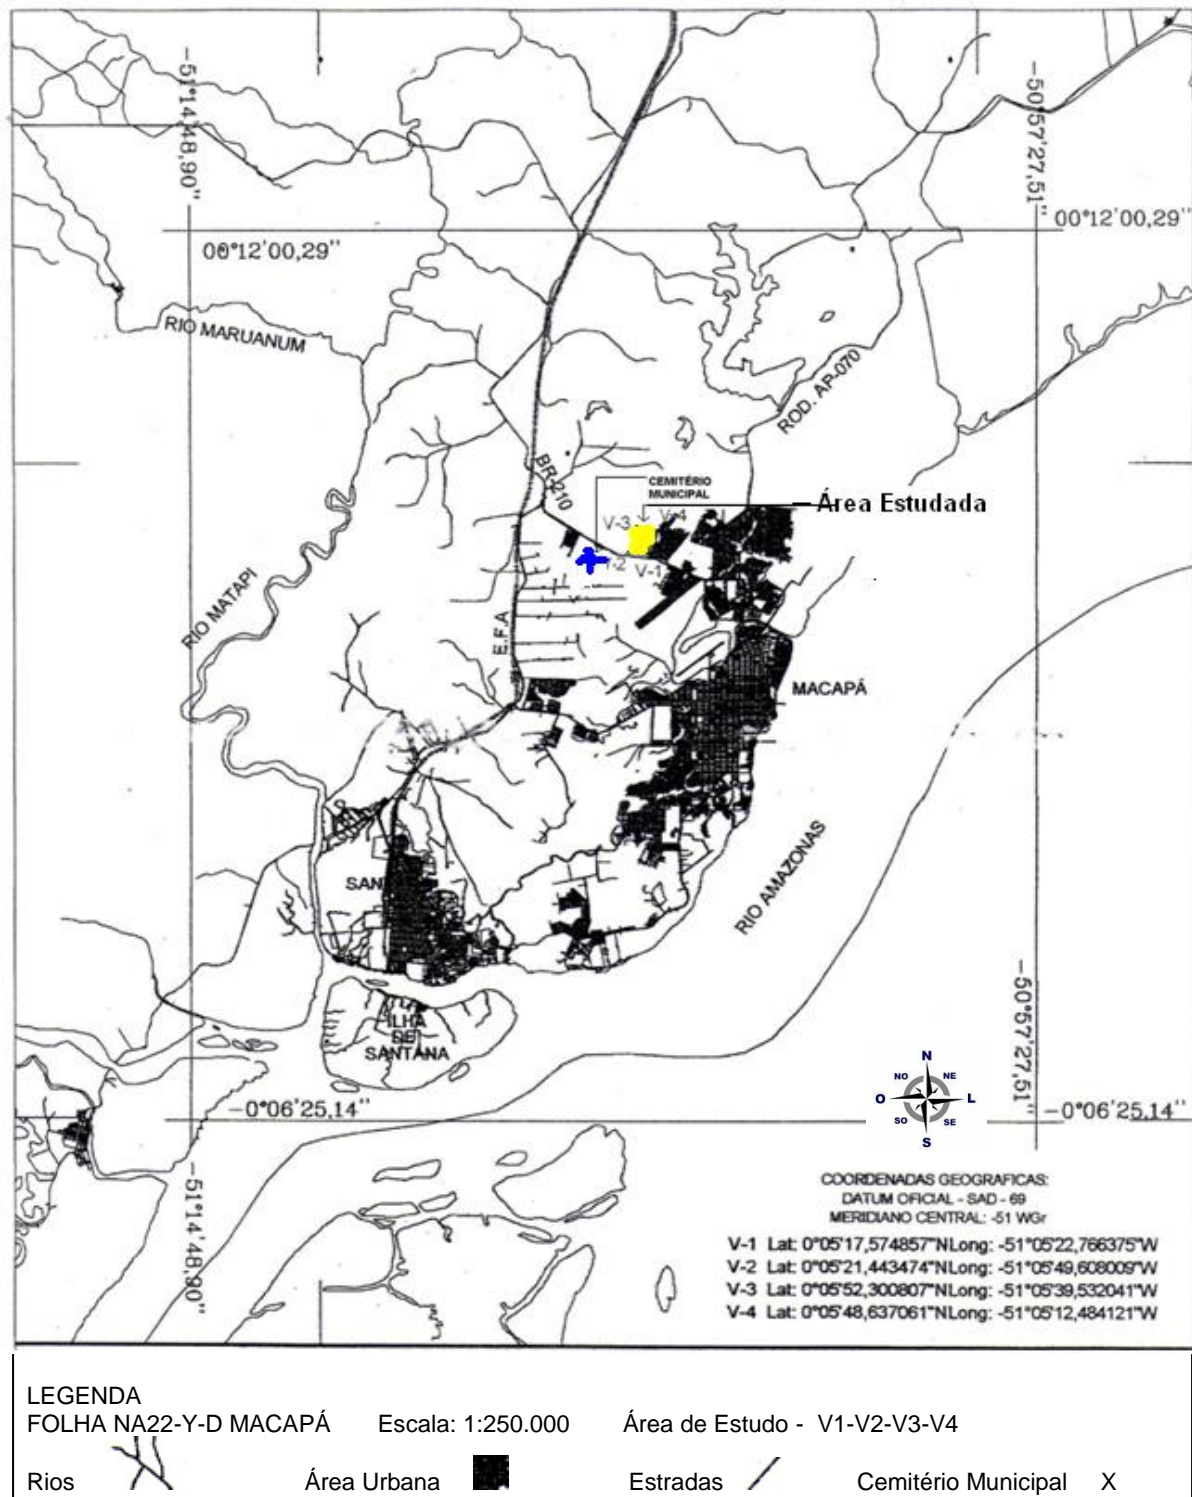 -51°14'48,90"
-50°57'27,51"
00°12'00,29"
00°12'00,29"
RIO MARUANUM
ROD. AP-070
BR-210
CEMITÉRIO
MUNICIPAL
Área Estudada
V-3
V-4
V-1
RIO MATAPI
E.F.A
MACAPÁ
RIO AMAZONAS
SAN
ILHA
DE
SANTANA
-50°57'27,51"
-0°06'25,14"
-0°06'25,14"
-51°14'48,90"
N
NO
NE
O
L
SO
SE
S
COORDENADAS GEOGRAFICAS:
DATUM OFICIAL - SAD - 69
MERIDIANO CENTRAL: -51 WGr
V-1 Lat: 0°05'17,574857"NLong: -51°05'22,766375"W
V-2 Lat: 0°05'21,443474"NLong: -51°05'49,608009"W
V-3 Lat: 0°05'52,300807"NLong: -51°05'39,532041"W
V-4 Lat: 0°05'48,637061"NLong: -51°05'12,484121"W
LEGENDA
FOLHA NA22-Y-D MACAPÁ Escala: 1:250.000 Área de Estudo - V1-V2-V3-V4
Rios Área Urbana Estradas Cemitério Municipal X